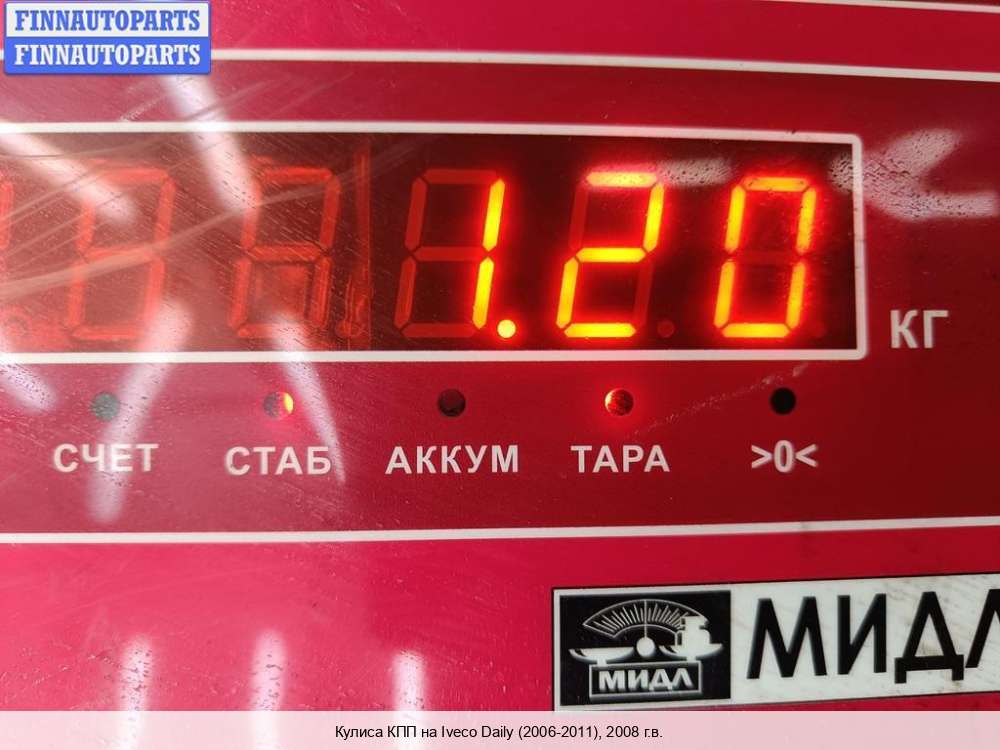 FINNAUTOPARTS
FINNAUTOPARTS
1.20
КГ
СЧЕТ СТАБ АККУМ ТАРА >0<
МИДЛ
МИДЛ
Кулиса КПП на Iveco Daily (2006-2011), 2008 г.в.